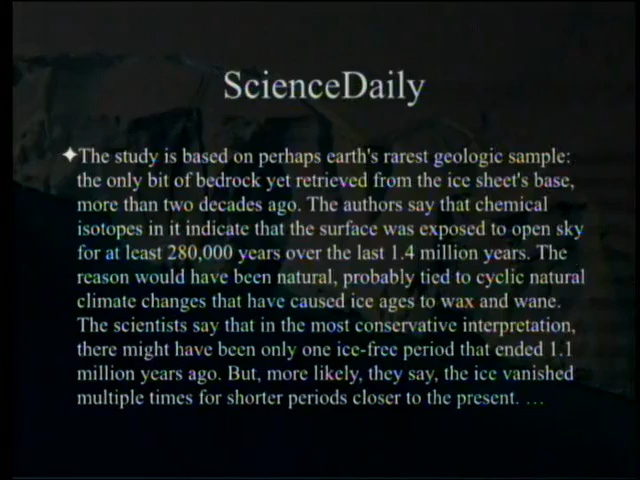 ScienceDaily
✦The study is based on perhaps earth's rarest geologic sample:
the only bit of bedrock yet retrieved from the ice sheet's base,
more than two decades ago. The authors say that chemical
isotopes in it indicate that the surface was exposed to open sky
for at least 280,000 years over the last 1.4 million years. The
reason would have been natural, probably tied to cyclic natural
climate changes that have caused ice ages to wax and wane.
The scientists say that in the most conservative interpretation,
there might have been only one ice-free period that ended 1.1
million years ago. But, more likely, they say, the ice vanished
multiple times for shorter periods closer to the present. …